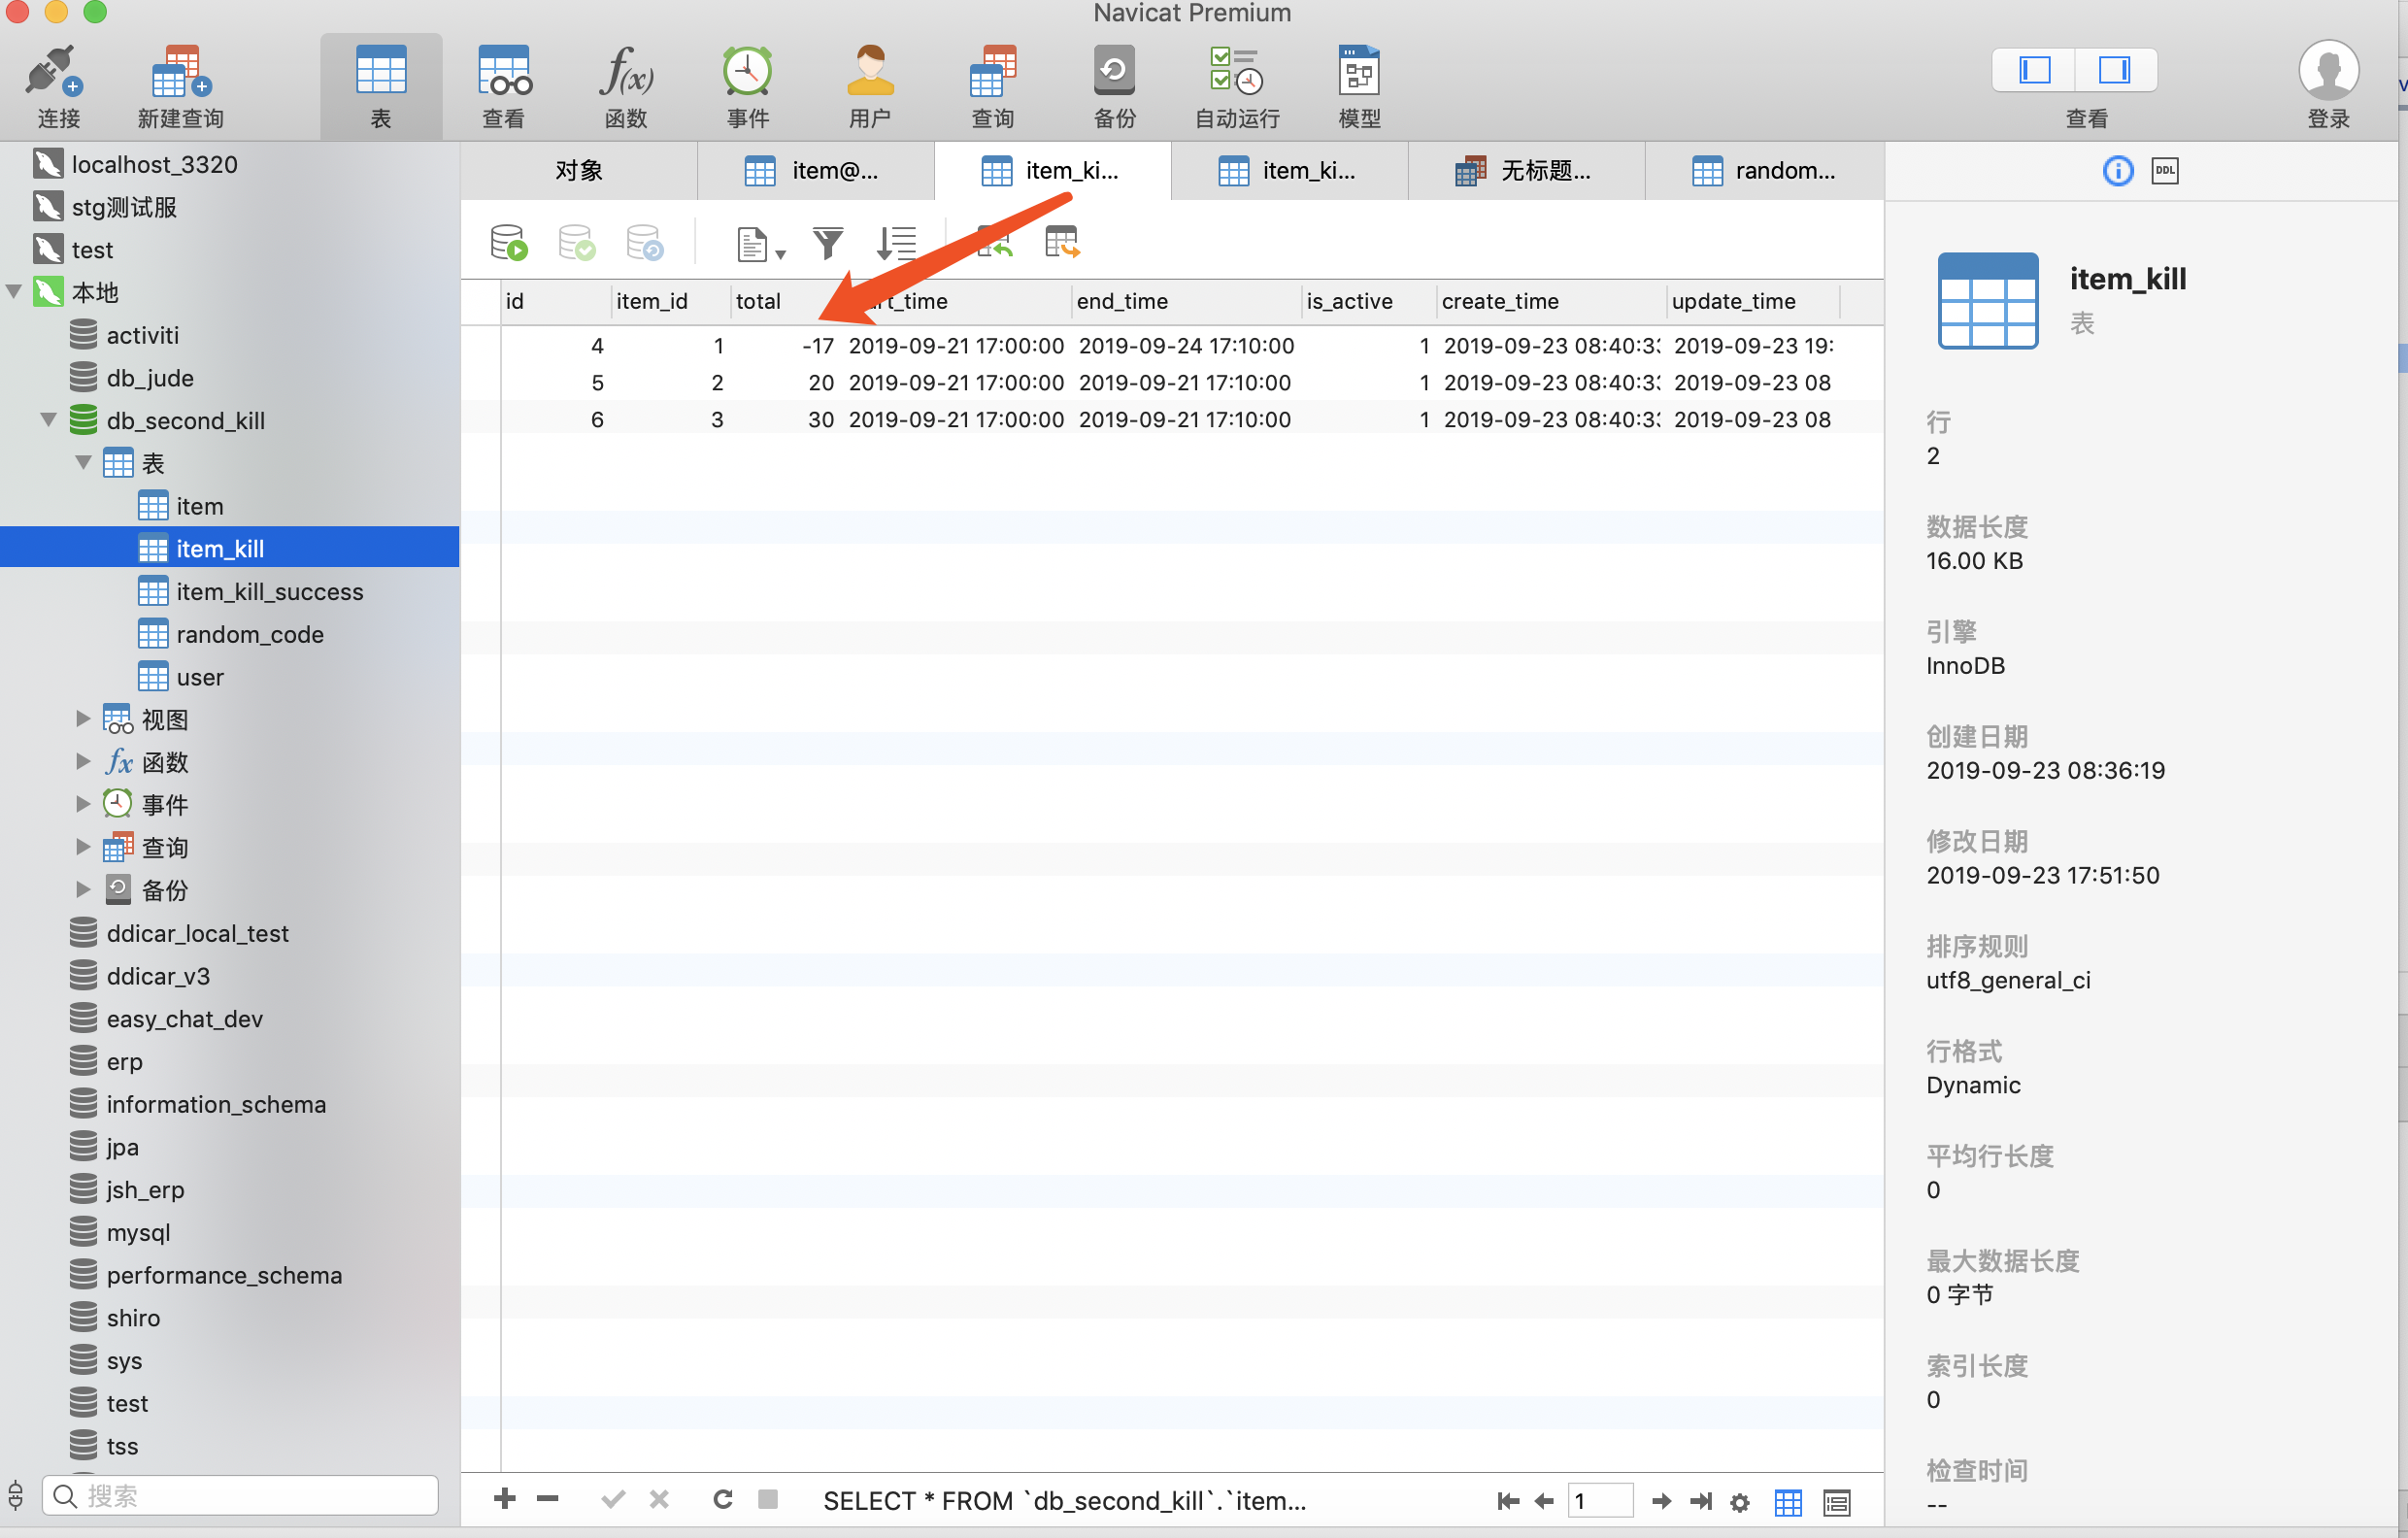 Navicat Premium
连接
新建查询
表
查看
函数
事件
用户
查询
备份
自动运行
模型
查看
登录
localhost_3320
stg测试服
test
本地
activiti
db_jude
db_second_kill
表
item
item_kill
item_kill_success
random_code
user
视图
函数
事件
查询
备份
ddicar_local_test
ddicar_v3
easy_chat_dev
erp
information_schema
jpa
jsh_erp
mysql
performance_schema
shiro
sys
test
tss
搜索
对象 item@... item_ki... item_ki... 无标题... random...
id item_id total rt_time end_time is_active create_time update_time
4 1 -17 2019-09-21 17:00:00 2019-09-24 17:10:00 1 2019-09-23 08:40:3 2019-09-23 19:
5 2 20 2019-09-21 17:00:00 2019-09-21 17:10:00 1 2019-09-23 08:40:3 2019-09-23 08
6 3 30 2019-09-21 17:00:00 2019-09-21 17:10:00 1 2019-09-23 08:40:3 2019-09-23 08
SELECT * FROM `db_second_kill`.`item...
1
DDL
item_kill
表
行
2
数据长度
16.00 KB
引擎
InnoDB
创建日期
2019-09-23 08:36:19
修改日期
2019-09-23 17:51:50
排序规则
utf8_general_ci
行格式
Dynamic
平均行长度
0
最大数据长度
0 字节
索引长度
0
检查时间
--